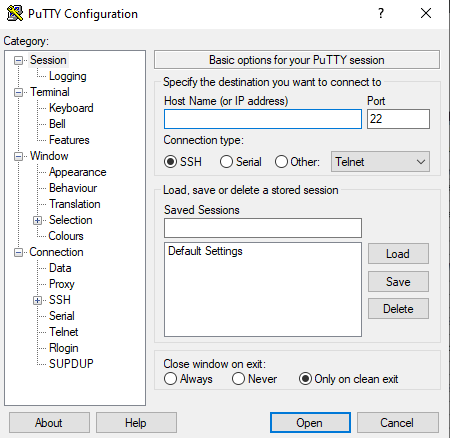 PuTTY Configuration
? ×
Category:
Session
Logging
Terminal
Keyboard
Bell
Features
Window
Appearance
Behaviour
Translation
Selection
Colours
Connection
Data
Proxy
SSH
Serial
Telnet
Rlogin
SUPDUP
Basic options for your PuTTY session
Specify the destination you want to connect to
Host Name (or IP address) Port
22
Connection type:
SSH Serial Other: Telnet
Load, save or delete a stored session
Saved Sessions
Default Settings
Load
Save
Delete
Close window on exit:
Always Never Only on clean exit
About Help Open Cancel